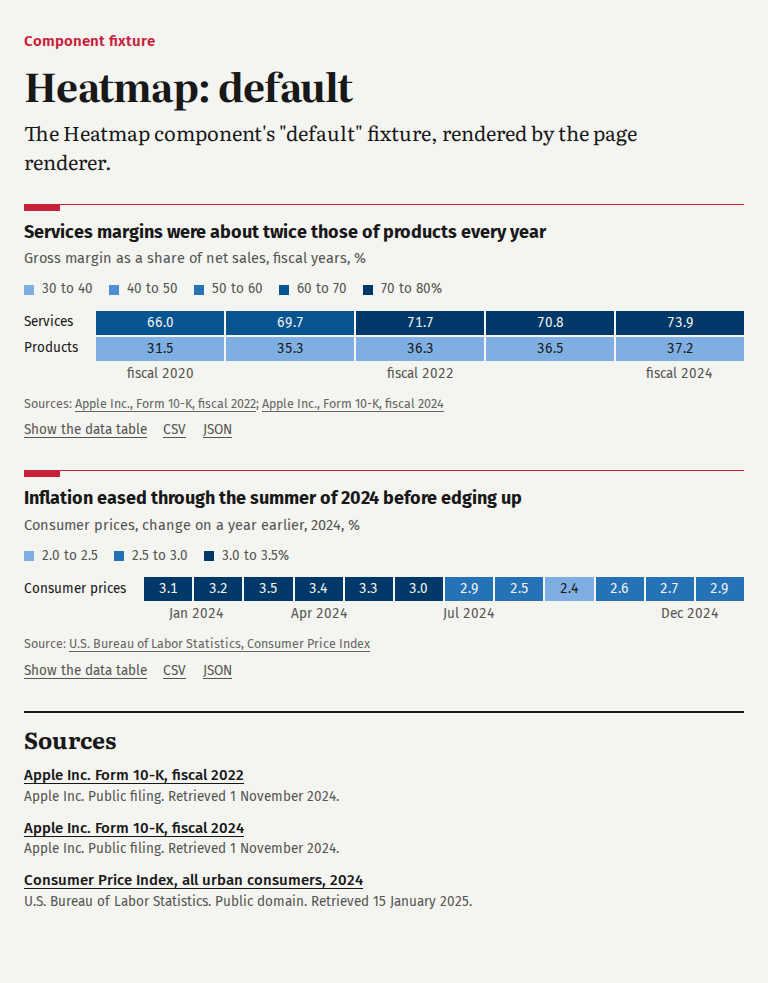 Component fixture
Heatmap: default
The Heatmap component's "default" fixture, rendered by the page
renderer.
Services margins were about twice those of products every year
Gross margin as a share of net sales, fiscal years, %
30 to 40 40 to 50 50 to 60 60 to 70 70 to 80%
Services 66.0 69.7 71.7 70.8 73.9
Products 31.5 35.3 36.3 36.5 37.2
fiscal 2020 fiscal 2022 fiscal 2024
Sources: Apple Inc., Form 10-K, fiscal 2022; Apple Inc., Form 10-K, fiscal 2024
Show the data table CSV JSON
Inflation eased through the summer of 2024 before edging up
Consumer prices, change on a year earlier, 2024, %
2.0 to 2.5 2.5 to 3.0 3.0 to 3.5%
Consumer prices 3.1 3.2 3.5 3.4 3.3 3.0 2.9 2.5 2.4 2.6 2.7 2.9
Jan 2024 Apr 2024 Jul 2024 Dec 2024
Source: U.S. Bureau of Labor Statistics, Consumer Price Index
Show the data table CSV JSON
Sources
Apple Inc. Form 10-K, fiscal 2022
Apple Inc. Public filing. Retrieved 1 November 2024.
Apple Inc. Form 10-K, fiscal 2024
Apple Inc. Public filing. Retrieved 1 November 2024.
Consumer Price Index, all urban consumers, 2024
U.S. Bureau of Labor Statistics. Public domain. Retrieved 15 January 2025.